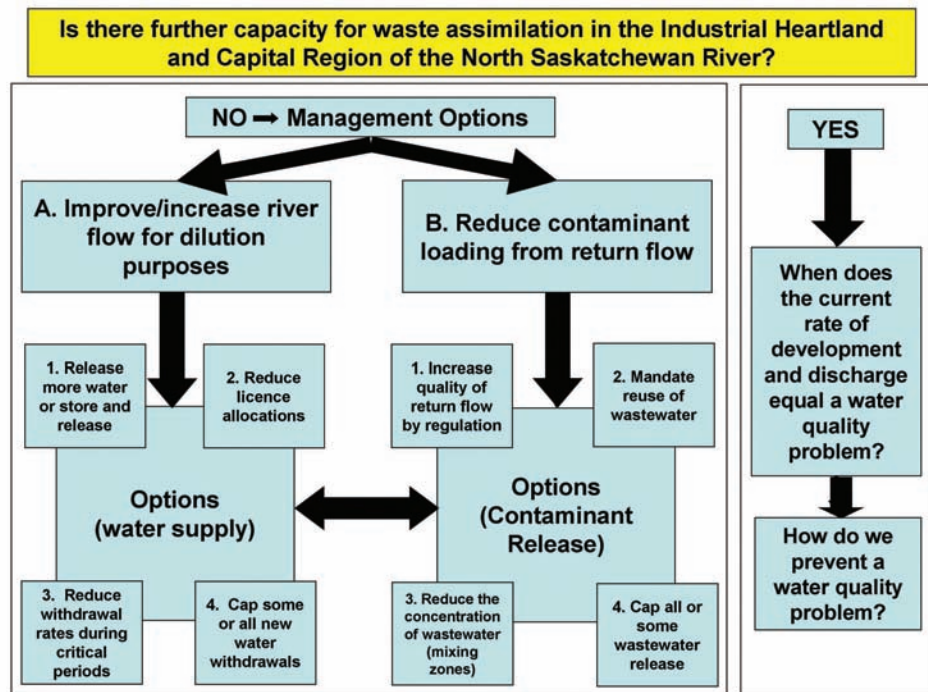 Is there further capacity for waste assimilation in the Industrial Heartland
and Capital Region of the North Saskatchewan River?
NO → Management Options
A. Improve/increase river
flow for dilution
purposes
B. Reduce contaminant
loading from return flow
1. Release
more water
or store and
release
2. Reduce
licence
allocations
Options
(water supply)
3. Reduce
withdrawal
rates during
critical
periods
4. Cap some
or all new
water
withdrawals
1. Increase
quality of
return flow
by regulation
2. Mandate
reuse of
wastewater
Options
(Contaminant
Release)
3. Reduce the
concentration
of wastewater
(mixing
zones)
4. Cap all or
some
wastewater
release
YES
When does
the current
rate of
development
and discharge
equal a water
quality
problem?
How do we
prevent a
water quality
problem?